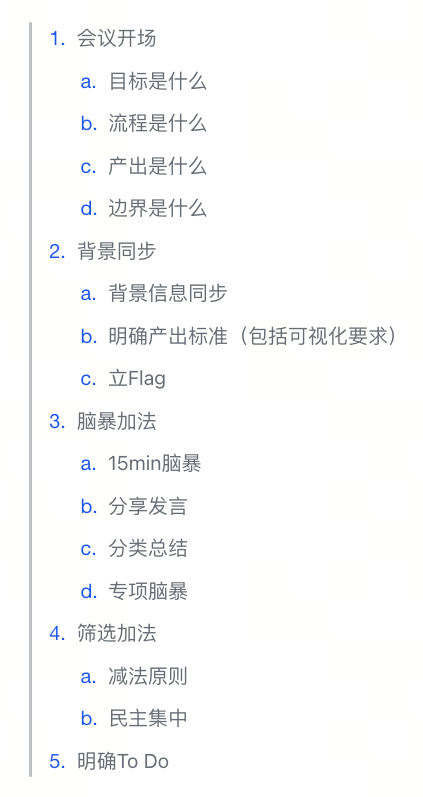 1. 会议开场
a. 目标是什么
b. 流程是什么
c. 产出是什么
d. 边界是什么
2. 背景同步
a. 背景信息同步
b. 明确产出标准（包括可视化要求）
c. 立Flag
3. 脑暴加法
a. 15min脑暴
b. 分享发言
c. 分类总结
d. 专项脑暴
4. 筛选加法
a. 减法原则
b. 民主集中
5. 明确To Do